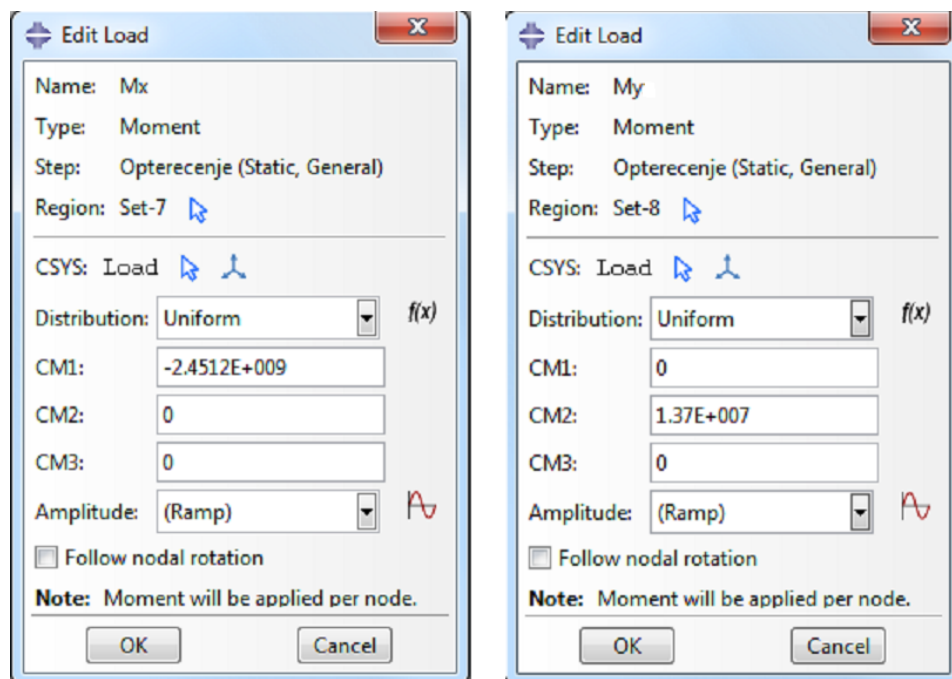 Edit Load
Name: Mx
Type: Moment
Step: Opterecenje (Static, General)
Region: Set-7
CSYS: Load
Distribution: Uniform f(x)
CM1: -2.4512E+009
CM2: 0
CM3: 0
Amplitude: (Ramp)
Follow nodal rotation
Note: Moment will be applied per node.
OK Cancel
Edit Load
Name: My
Type: Moment
Step: Opterecenje (Static, General)
Region: Set-8
CSYS: Load
Distribution: Uniform f(x)
CM1: 0
CM2: 1.37E+007
CM3: 0
Amplitude: (Ramp)
Follow nodal rotation
Note: Moment will be applied per node.
OK Cancel